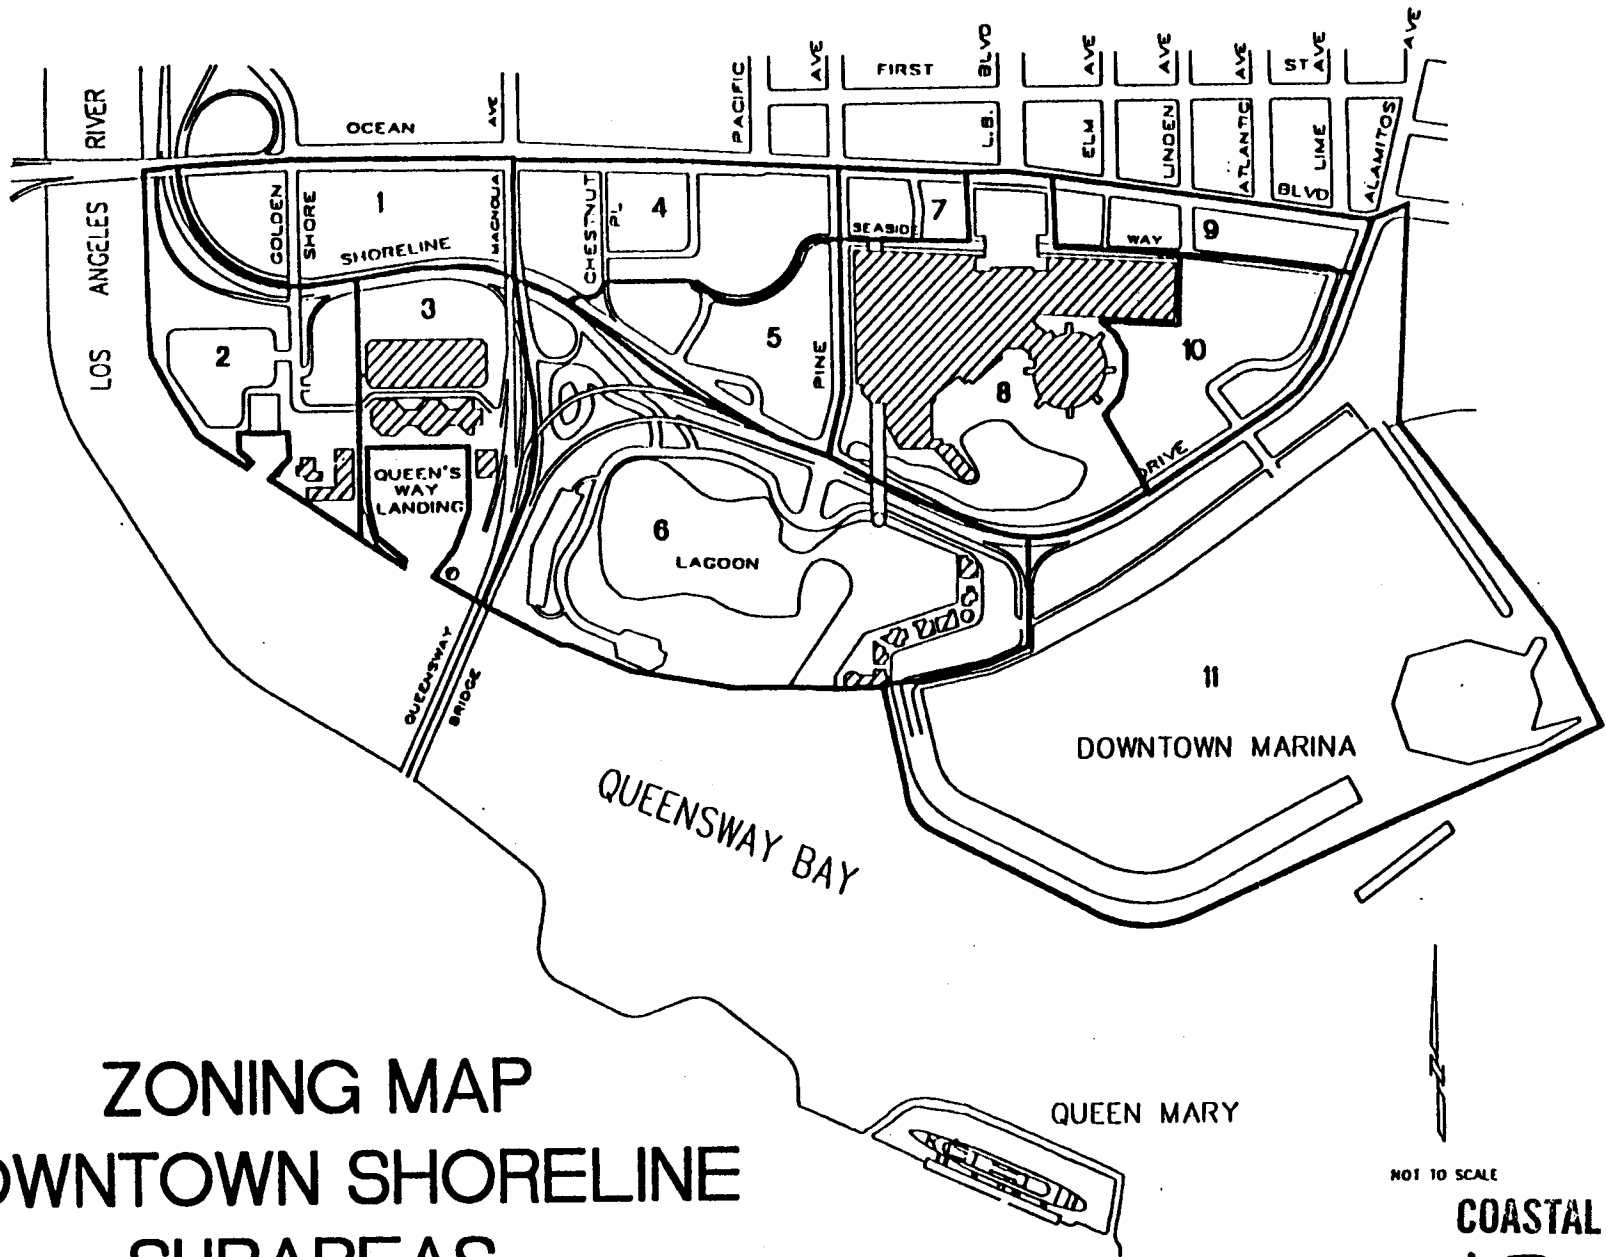 AVE
BLVD
AVE
AVE
AVE
ST
AVE
AVE
PACIFIC
FIRST
RIVER
OCEAN
AVE
L.B.
ELM
LINDEN
ATLANTIC
LIME
ALAMITOS
BLVD
LOS ANGELES
GOLDEN
SHORE
1
MAGNOLIA
CHESTNUT
PL
4
7
SEASIDE
WAY
9
SHORELINE
2
3
5
PINE
8
10
DRIVE
QUEEN'S
WAY
LANDING
6
LAGOON
QUEENSWAY
BRIDGE
11
DOWNTOWN MARINA
QUEENSWAY BAY
N
QUEEN MARY
NOT TO SCALE
ZONING MAP
OWNTOWN SHORELINE
SUBAREAS
COASTAL